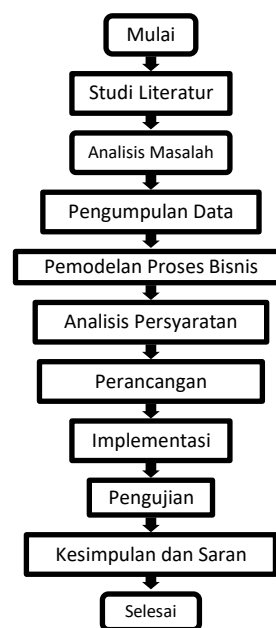 Mulai
Studi Literatur
Analisis Masalah
Pengumpulan Data
Pemodelan Proses Bisnis
Analisis Persyaratan
Perancangan
Implementasi
Pengujian
Kesimpulan dan Saran
Selesai